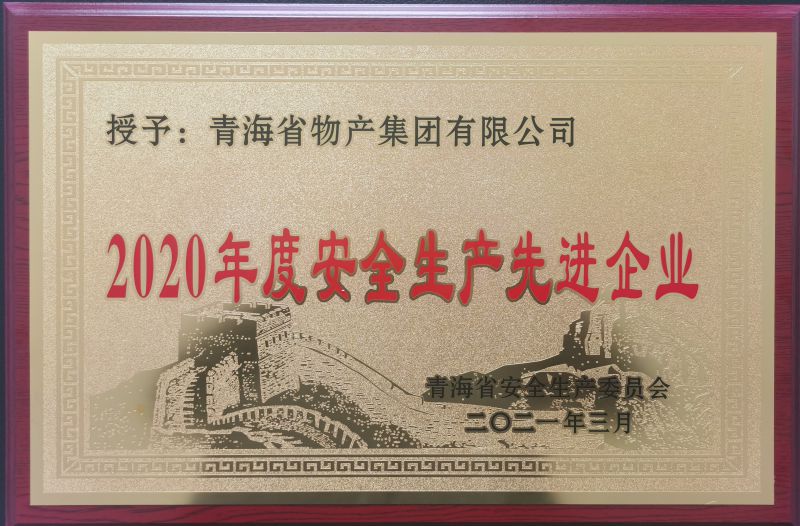 授予：青海省物产集团有限公司
2020年度安全生产先进企业
青海省安全生产委员会
二〇二一年三月